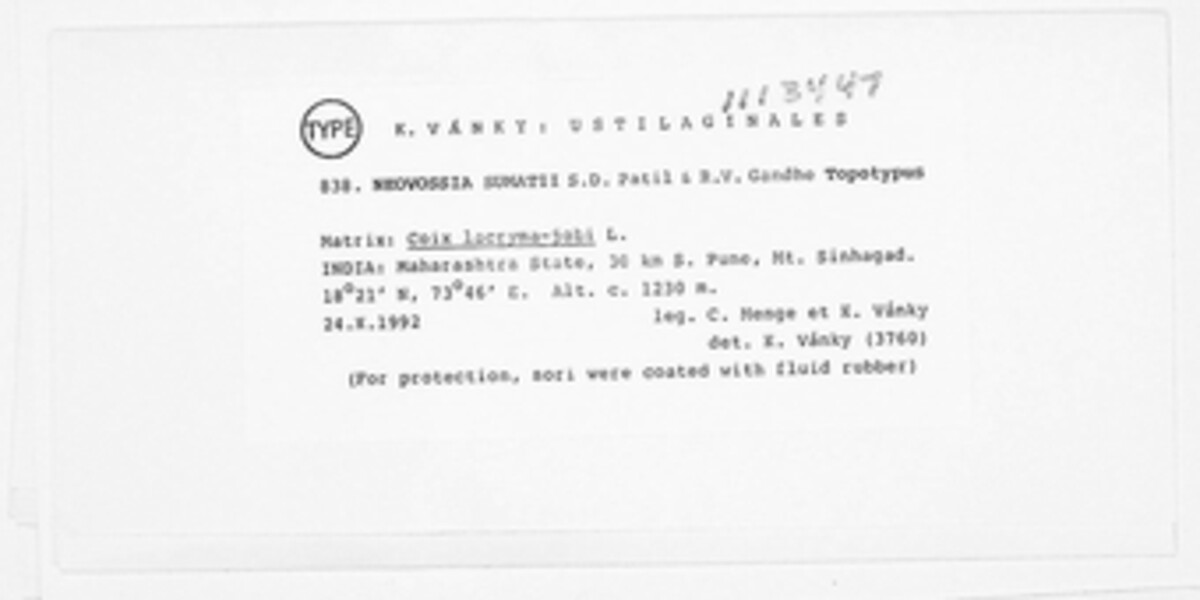 TYPE K. VÁNKY: USTILAGINALES
838. NEOVOSSIA SUMATII S.D. Patil & R.V. Gandhe Topotypus
Matrix: Coix lacryma-jobi L.
INDIA: Maharashtra State, 30 km S. Pune, Mt. Sinhagad.
18°21' N, 73°46' E. Alt. c. 1230 m.
24.X.1992 leg. C. Menge et K. Vánky
det. K. Vánky (3760)
(For protection, sori were coated with fluid rubber)